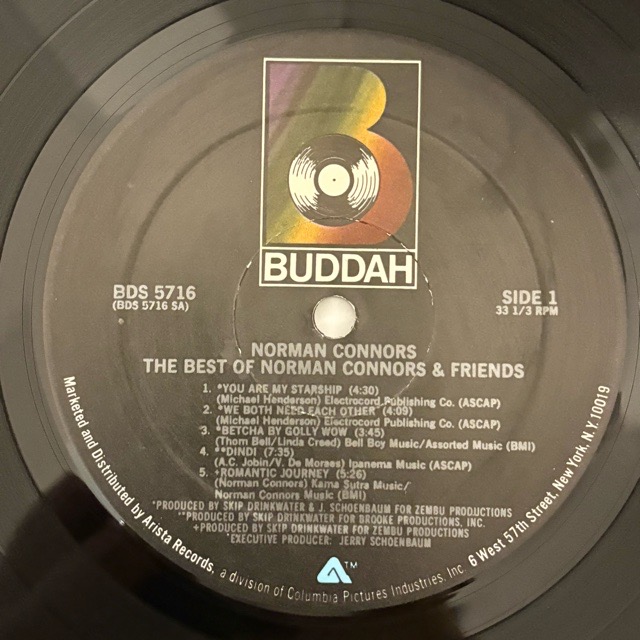 BUDDAH
BDS 5716
(BDS 5716 SA)
SIDE 1
33 1/3 RPM
NORMAN CONNORS
THE BEST OF NORMAN CONNORS & FRIENDS
1. *YOU ARE MY STARSHIP (4:30)
(Michael Henderson) Electrocord Publishing Co. (ASCAP)
2. *WE BOTH NEED EACH OTHER (4:09)
(Michael Henderson) Electrocord Publishing Co. (ASCAP)
3. *BETCHA BY GOLLY WOW (3:45)
(Thom Bell/Linda Creed) Bell Boy Music/Assorted Music (BMI)
4. **DINDI (7:35)
(A.C. Jobin/V. De Moraes) Ipanema Music (ASCAP)
5. +ROMANTIC JOURNEY (5:26)
(Norman Connors) Kama Sutra Music/
Norman Connors Music (BMI)
*PRODUCED BY SKIP DRINKWATER & J. SCHOENBAUM FOR ZEMBU PRODUCTIONS
**PRODUCED BY SKIP DRINKWATER FOR BROOKE PRODUCTIONS, INC.
+PRODUCED BY SKIP DRINKWATER FOR ZEMBU PRODUCTIONS
*EXECUTIVE PRODUCER: JERRY SCHOENBAUM
TM
Marketed and Distributed by Arista Records, a division of Columbia Pictures Industries, Inc. 6 West 57th Street, New York, N.Y. 10019